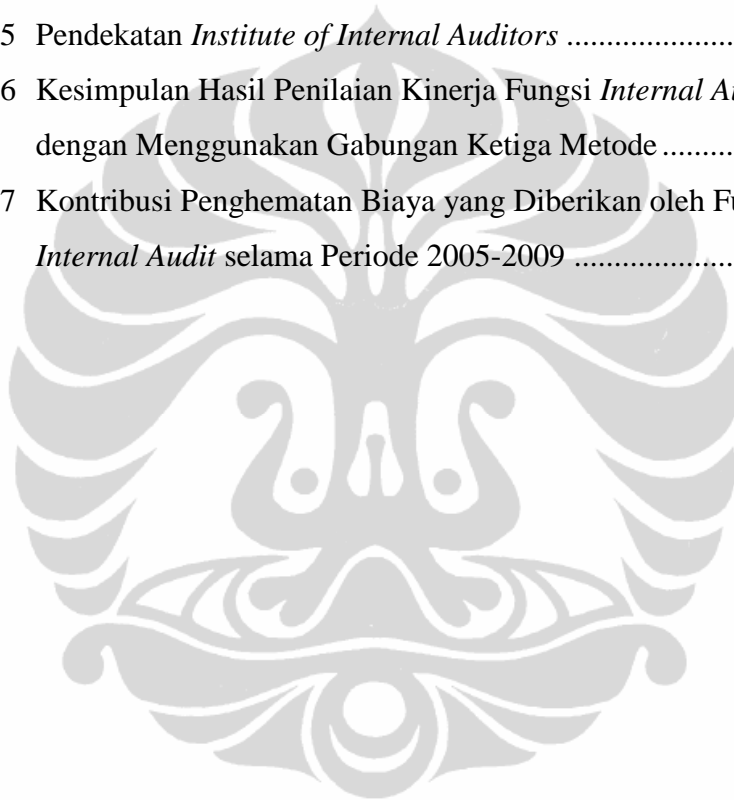 5 Pendekatan Institute of Internal Auditors ......................
6 Kesimpulan Hasil Penilaian Kinerja Fungsi Internal
dengan Menggunakan Gabungan Ketiga Metode .........
7 Kontribusi Penghematan Biaya yang Diberikan oleh
Internal Audit selama Periode 2005-2009 ....................